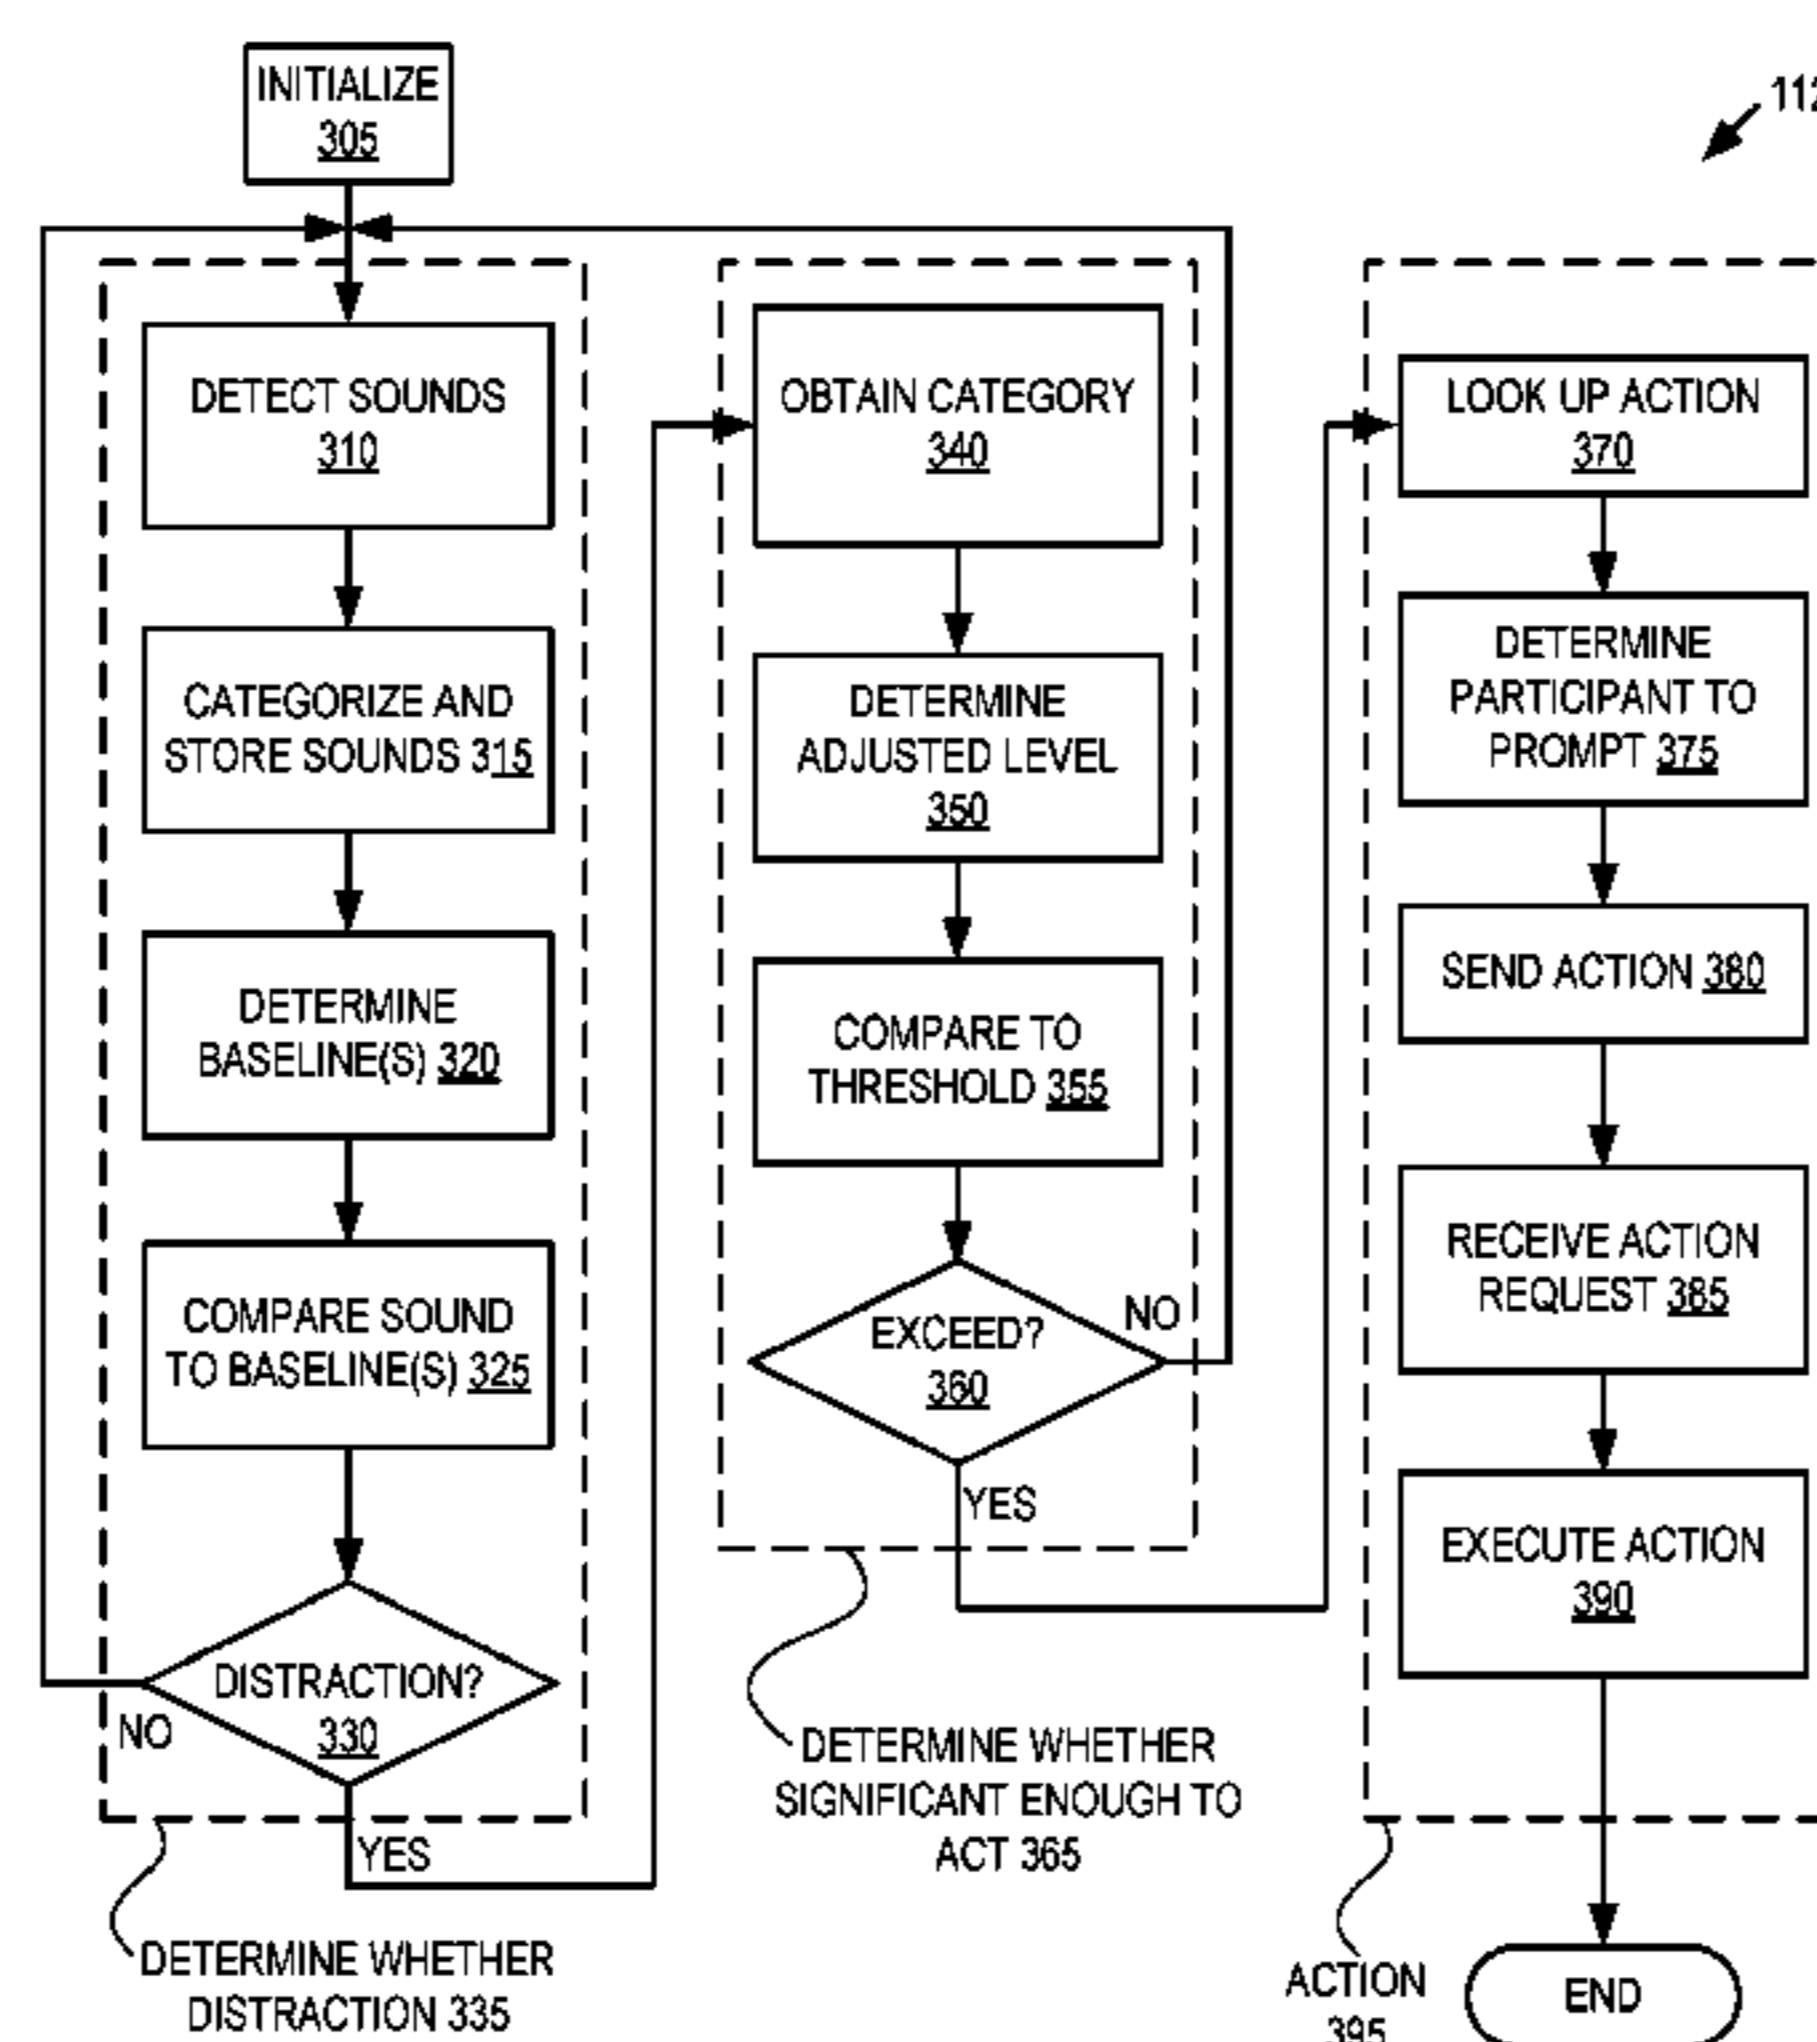 INITIALIZE
305
112
DETECT SOUNDS
310
CATEGORIZE AND
STORE SOUNDS 315
DETERMINE
BASELINE(S) 320
COMPARE SOUND
TO BASELINE(S) 325
DISTRACTION?
330
NO
YES
DETERMINE WHETHER
DISTRACTION 335
OBTAIN CATEGORY
340
DETERMINE
ADJUSTED LEVEL
350
COMPARE TO
THRESHOLD 355
EXCEED?
360
NO
YES
DETERMINE WHETHER
SIGNIFICANT ENOUGH TO
ACT 365
LOOK UP ACTION
370
DETERMINE
PARTICIPANT TO
PROMPT 375
SEND ACTION 380
RECEIVE ACTION
REQUEST 385
EXECUTE ACTION
390
ACTION
395
END